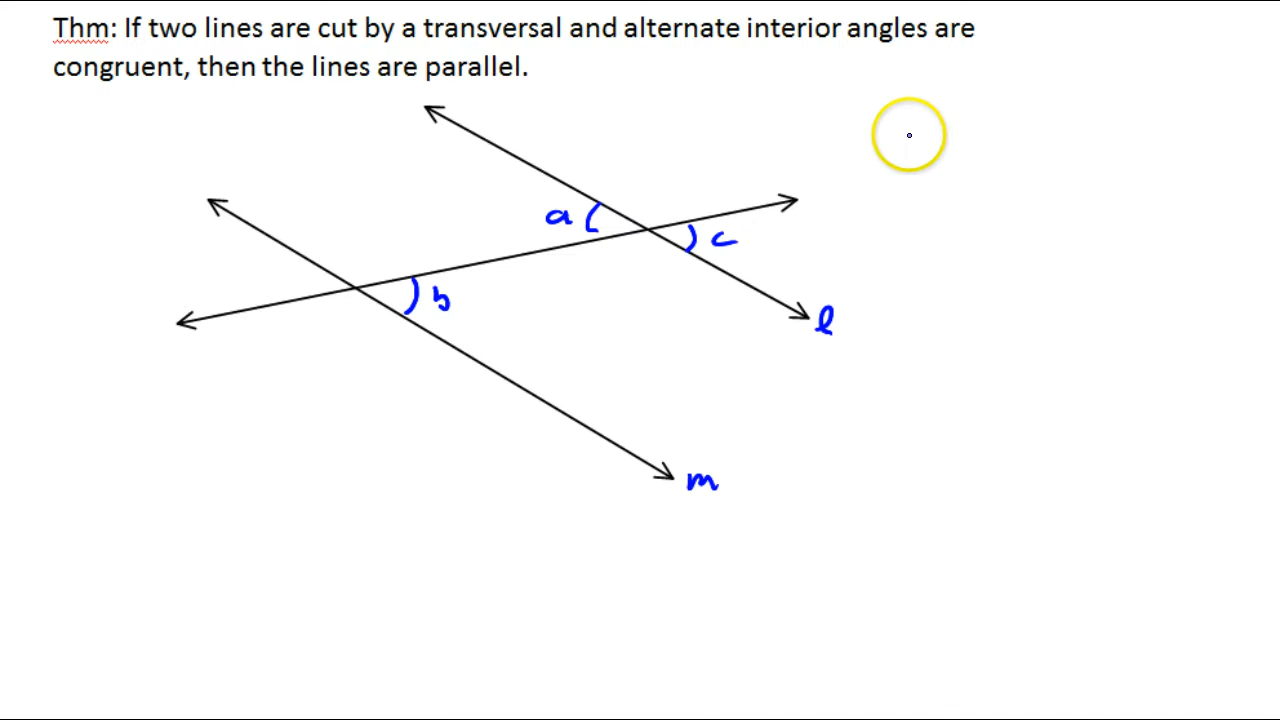 Thm: If two lines are cut by a transversal and alternate interior angles are
congruent, then the lines are parallel.
a
c
b
l
m